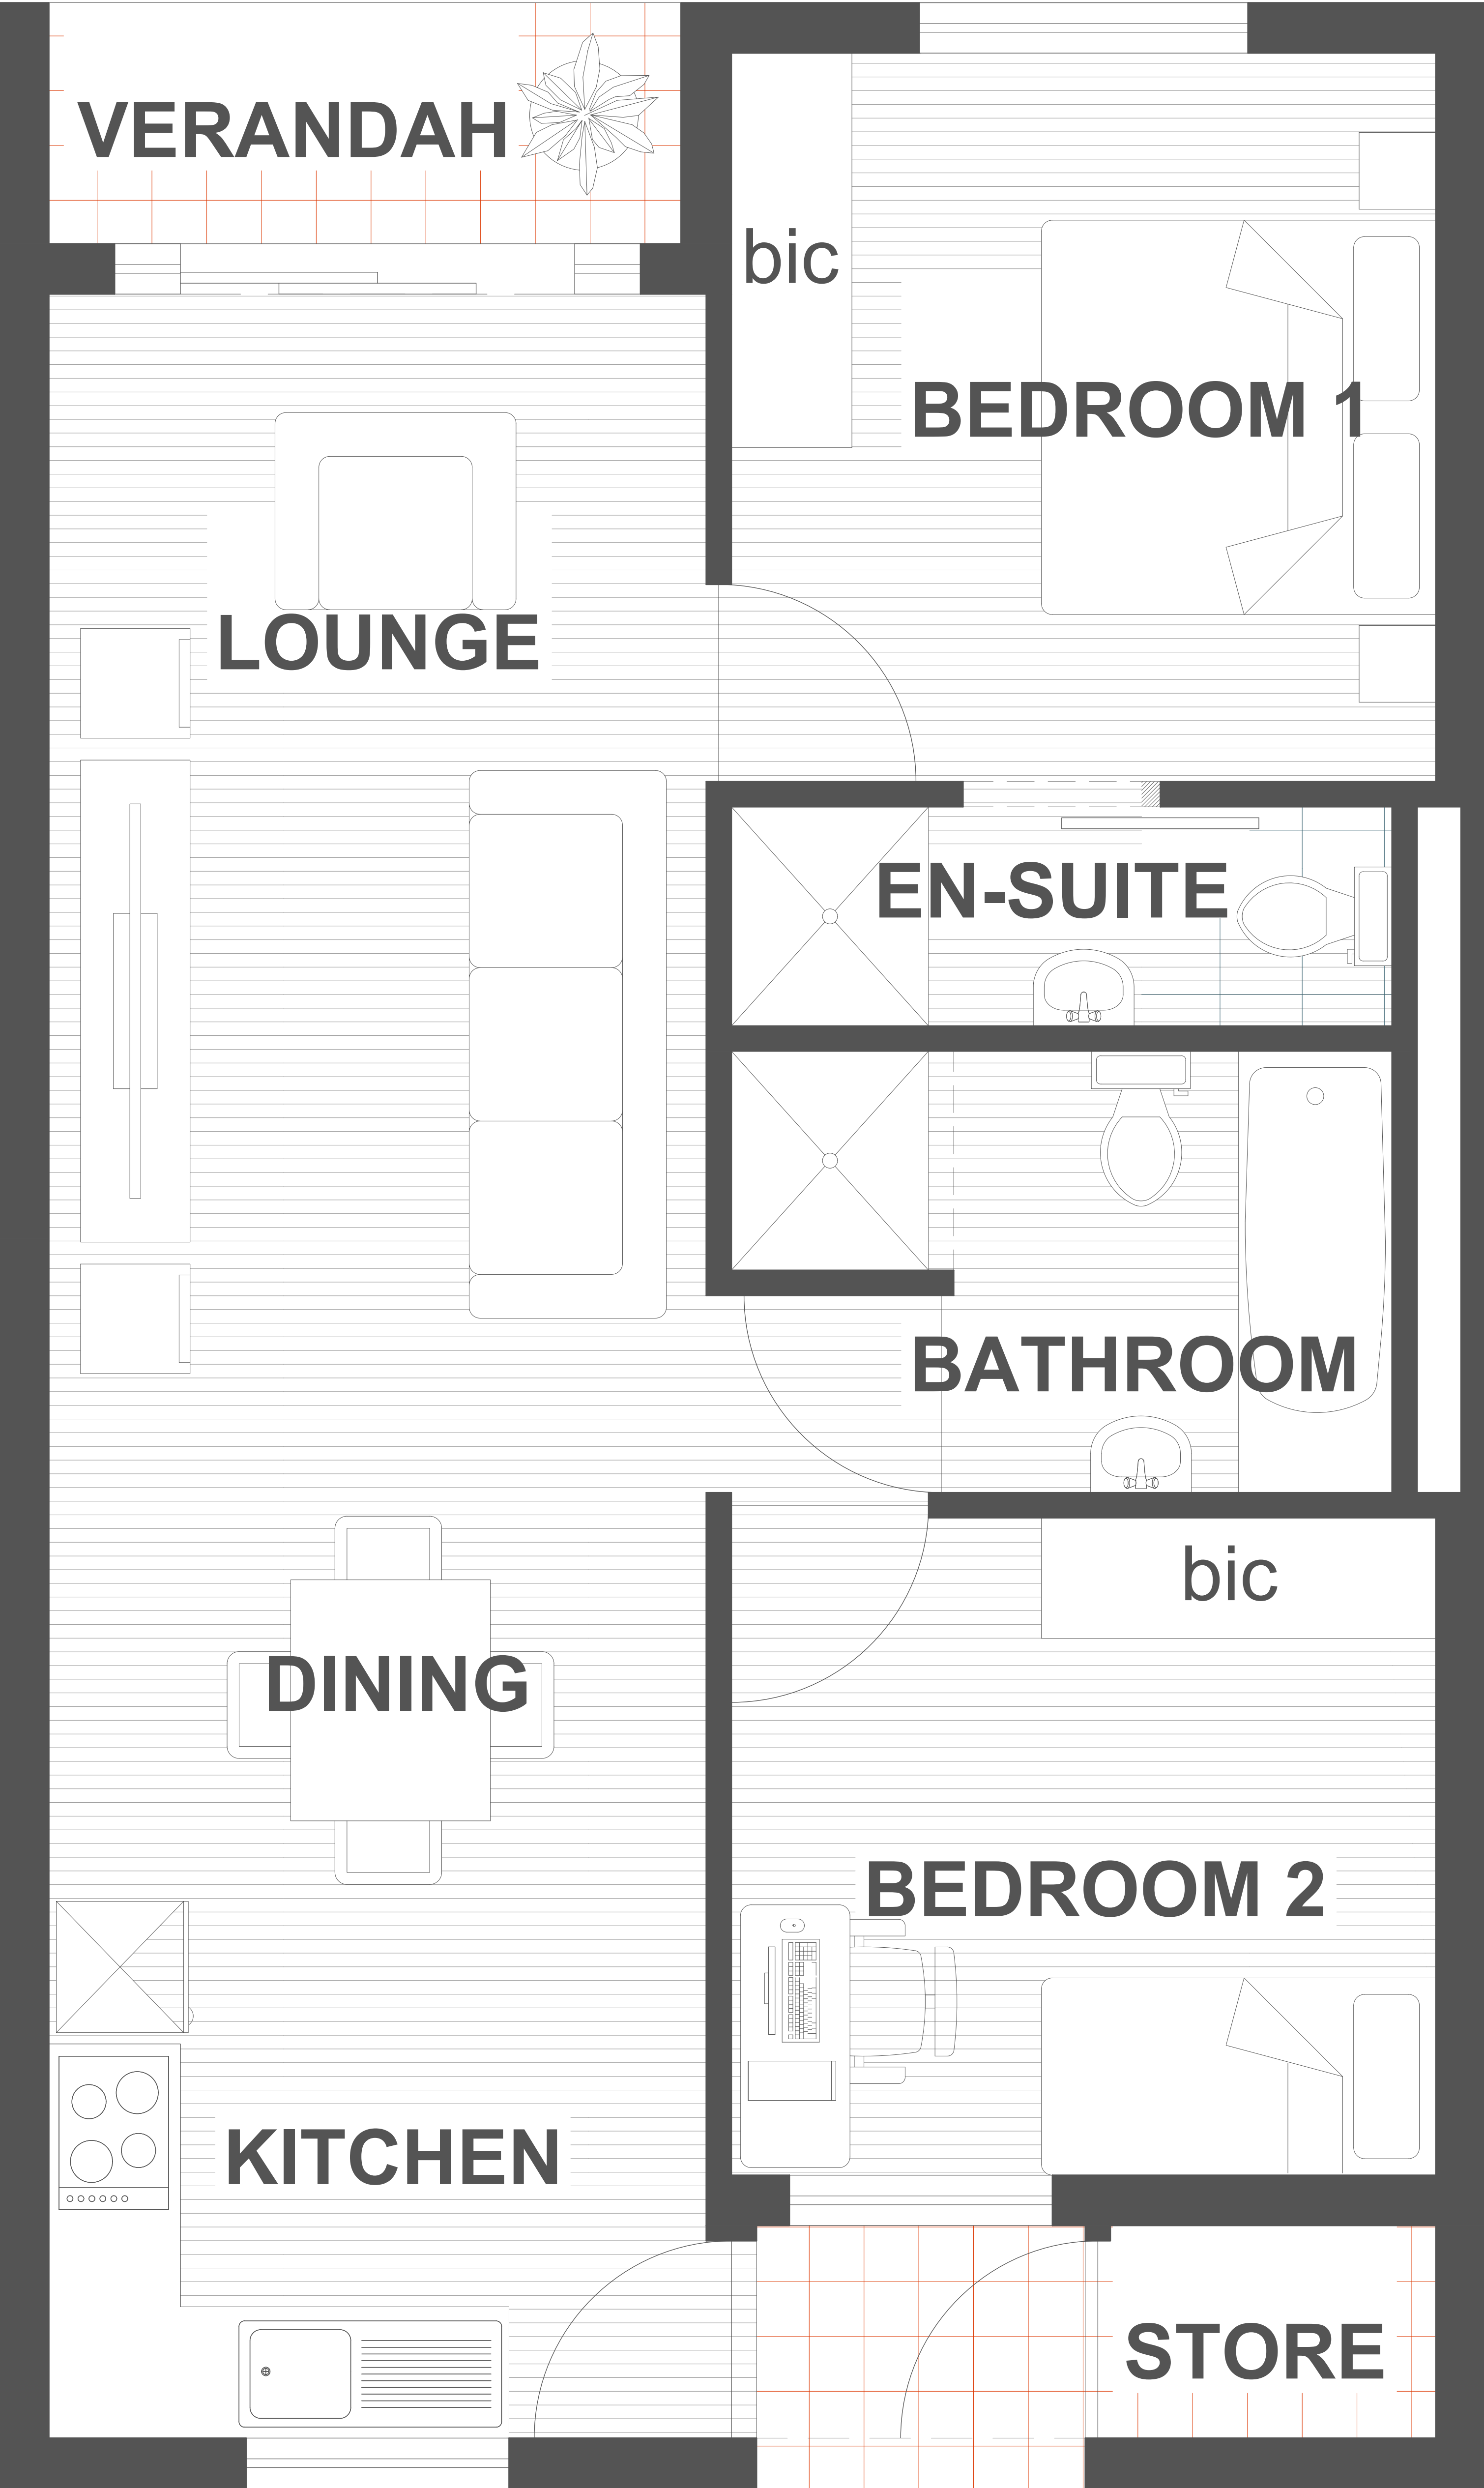 VERANDAH
bic
BEDROOM 1
LOUNGE
EN-SUITE
BATHROOM
bic
DINING
BEDROOM 2
KITCHEN
STORE